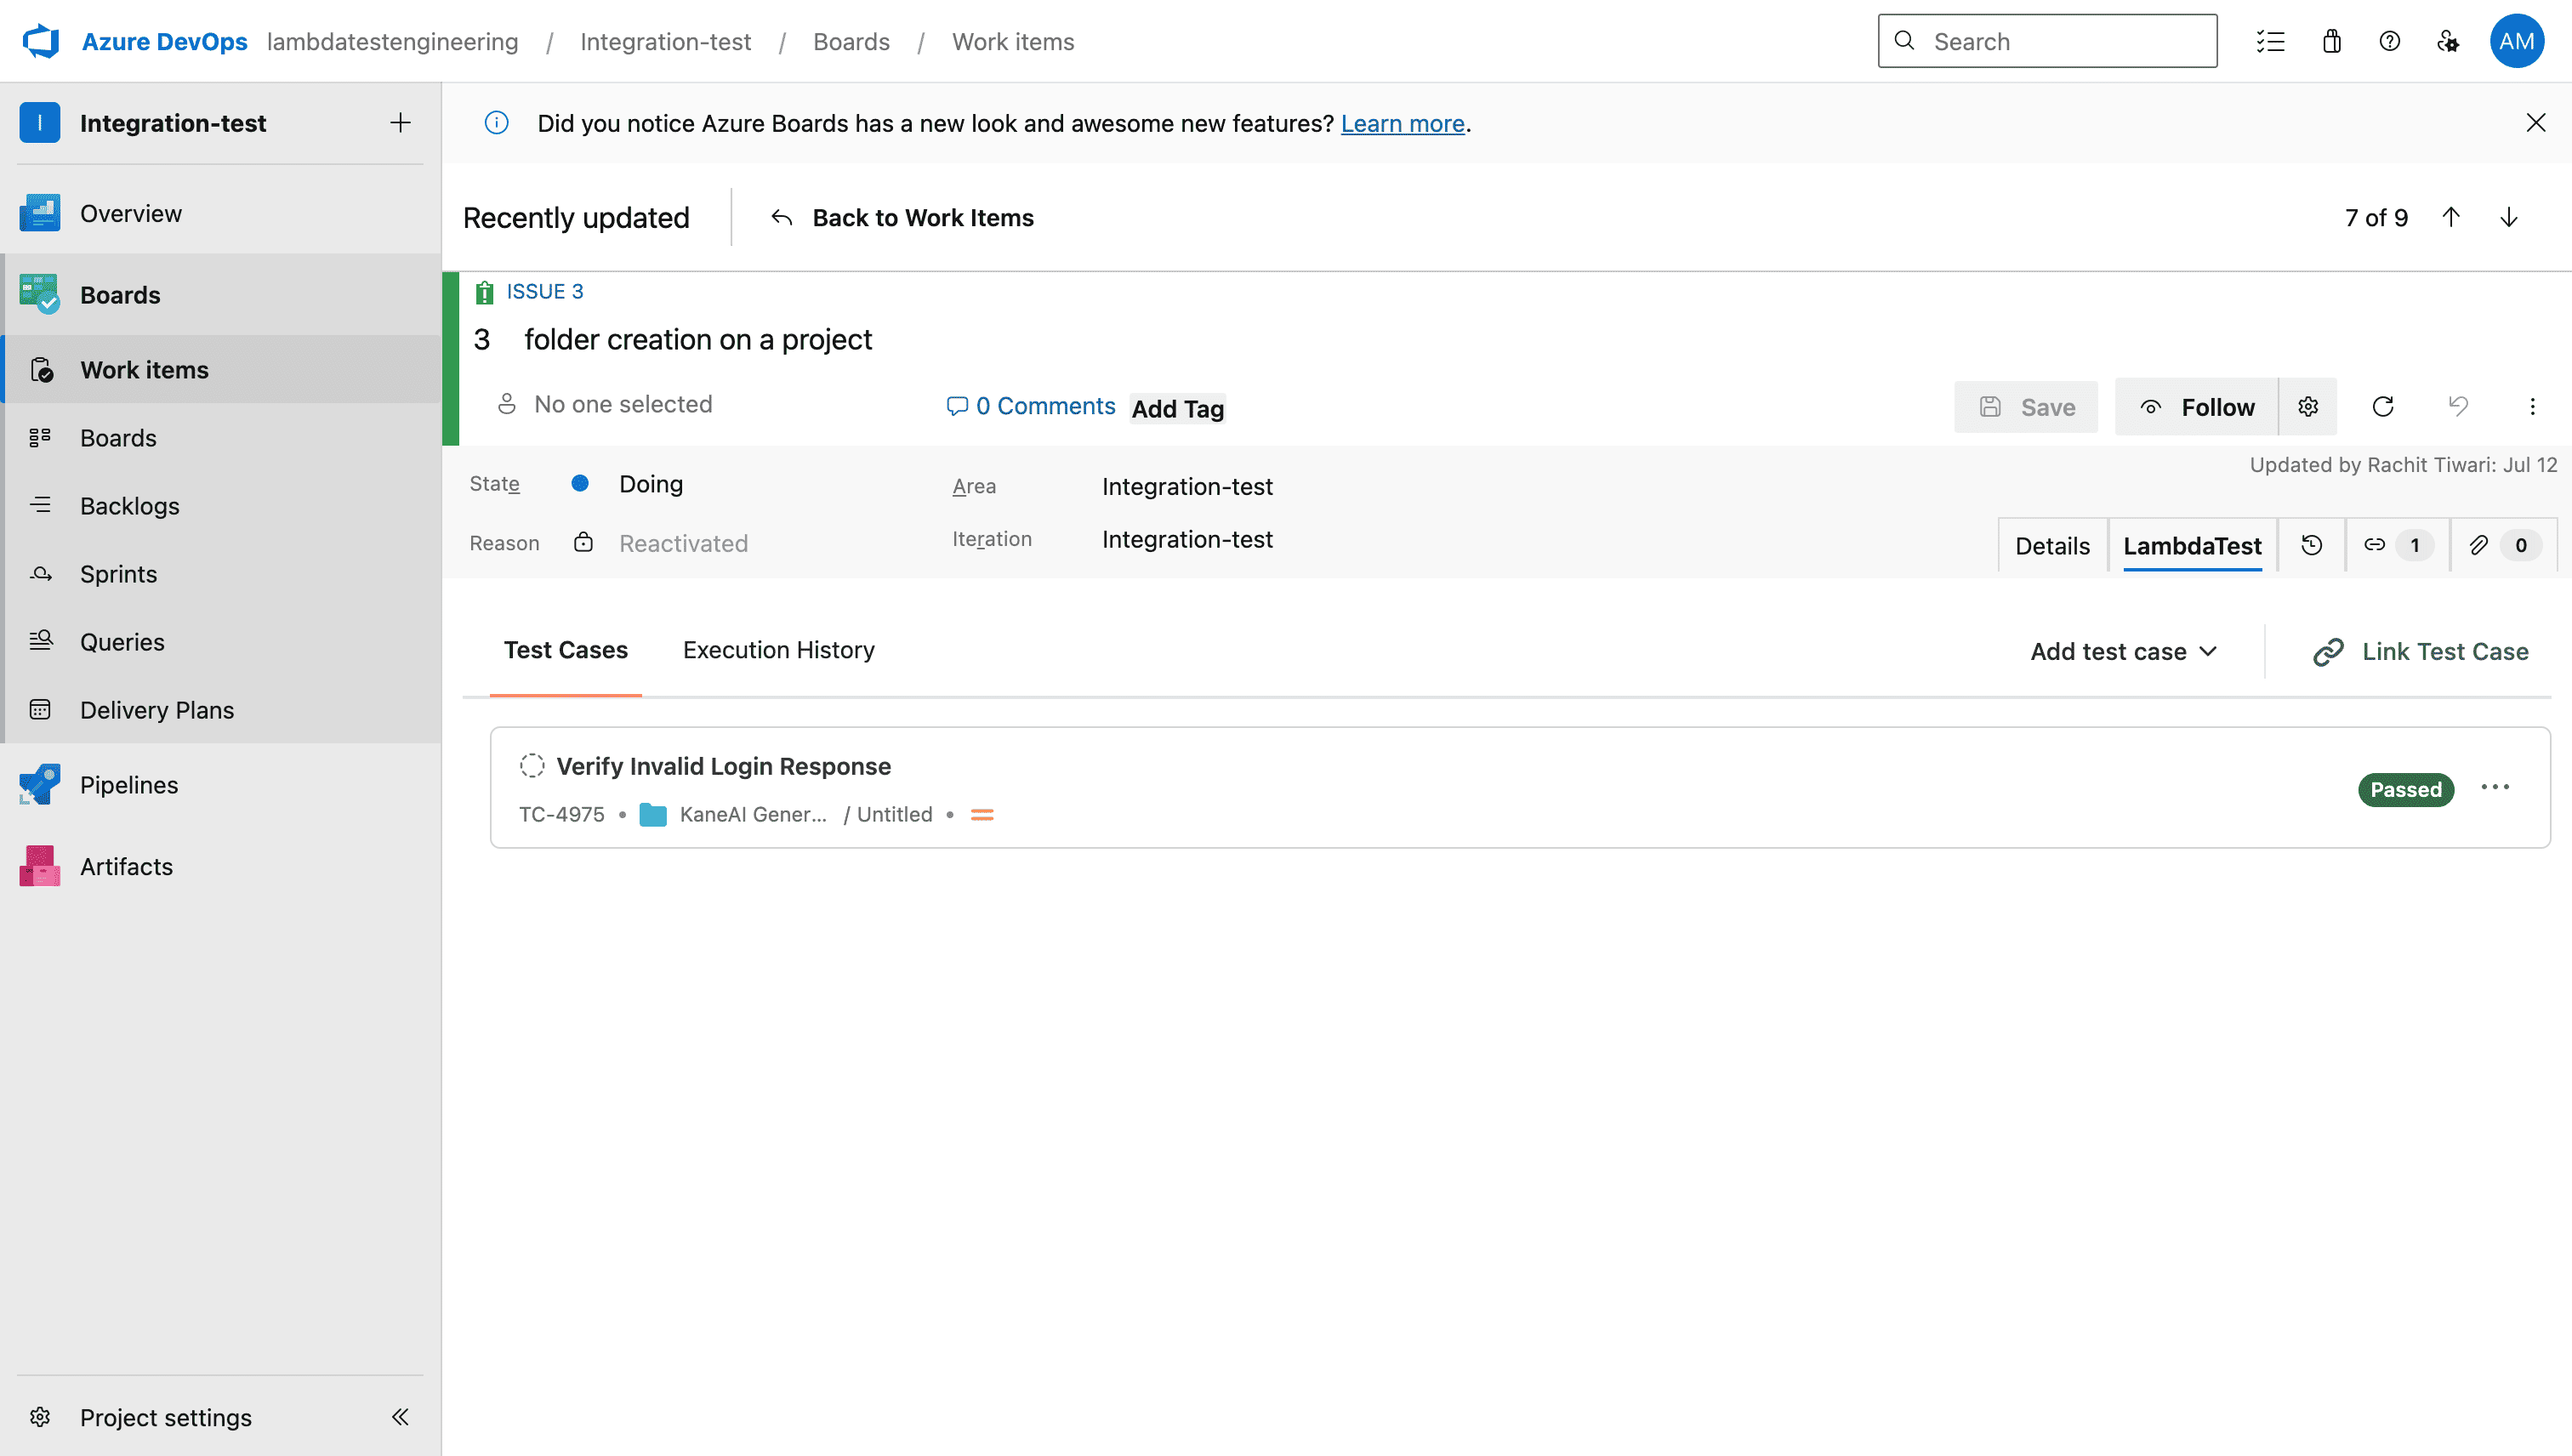 Azure DevOps lambdatestengineering / Integration-test / Boards / Work items
Search
AM
I Integration-test
Overview
Boards
Work items
Boards
Backlogs
Sprints
Queries
Delivery Plans
Pipelines
Artifacts
Project settings
Did you notice Azure Boards has a new look and awesome new features? Learn more.
Recently updated
Back to Work Items
7 of 9
ISSUE 3
3 folder creation on a project
No one selected
0 Comments
Add Tag
Save
Follow
State Doing
Area Integration-test
Updated by Rachit Tiwari: Jul 12
Reason Reactivated
Iteration Integration-test
Details
LambdaTest
1
0
Test Cases
Execution History
Add test case
Link Test Case
Verify Invalid Login Response
TC-4975 • KaneAI Gener... / Untitled •
Passed